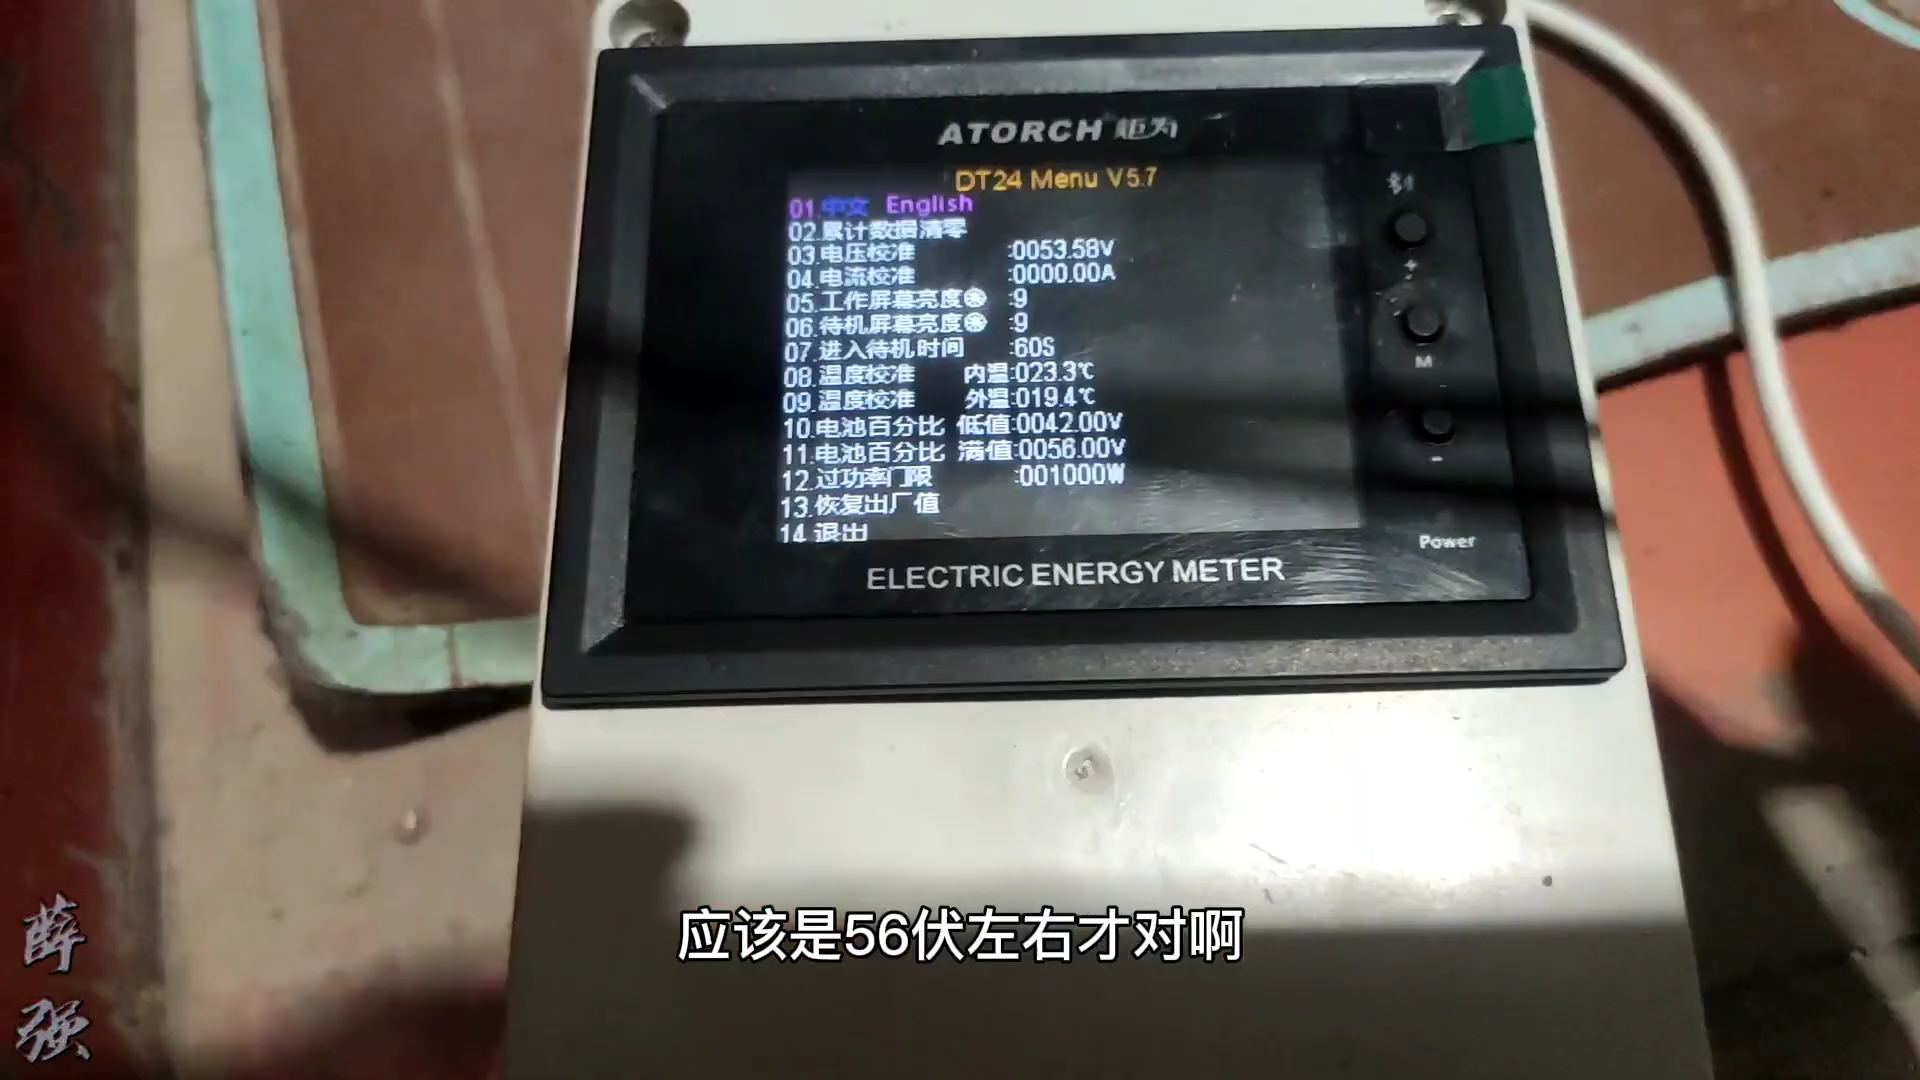 ATORCH 炬为
DT24 Menu V5.7
01.中文 English
02.累计数据清零
03.电压校准 :0053.58V
04.电流校准 :0000.00A
05.工作屏幕亮度 :9
06.待机屏幕亮度 :9
07.进入待机时间 :60S
08.温度校准 内温:023.3℃
09.温度校准 外温:019.4℃
10.电池百分比 低值:0042.00V
11.电池百分比 满值:0056.00V
12.过功率门限 :001000W
13.恢复出厂值
14.退出
+
M
-
Power
ELECTRIC ENERGY METER
应该是56伏左右才对啊
薛强